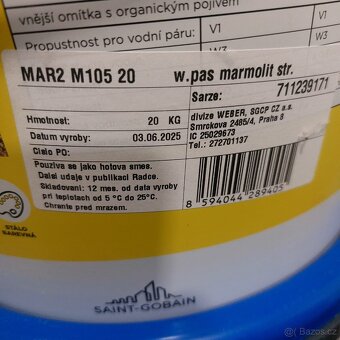 vnější omítka s organickým pojivem
Propustnost pro vodní páru:
V1
V1
W3
MAR2 M105 20
w.pas marmolit str.
Sarze:
711239171
Hmotnost:
20 KG
Datum vyroby:
03.06.2025
Cislo PO:
divize WEBER, SGCP CZ a.s.
Smrckova 2485/4, Praha 8
IC 25029673
Tel.: 272701137
Pouziva se jako hotova smes.
Dalsi udaje v publikaci Radce.
Skladovani: 12 mes. od data vyroby
pri teplotach od 5 °C do 25°C.
Chrante pred mrazem.
8 594044 289405
STÁLO
BAREVNÁ
SAINT-GOBAIN
Bazos.cz